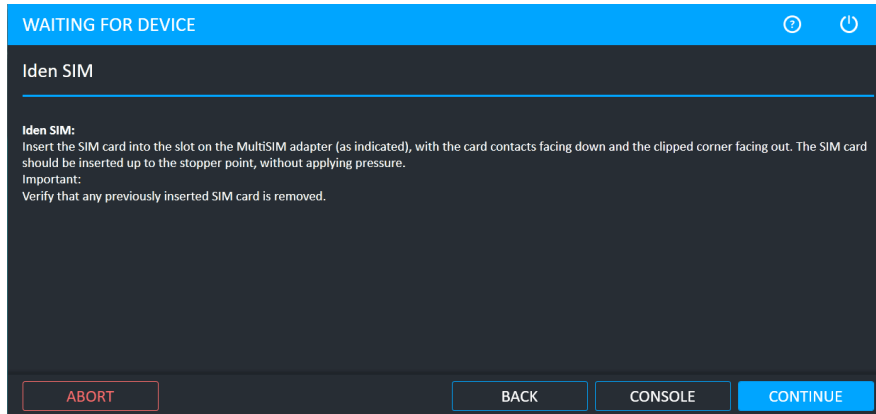 WAITING FOR DEVICE
Iden SIM
Iden SIM:
Insert the SIM card into the slot on the MultiSIM adapter (as indicated), with the card contacts facing down and the clipped corner facing out. The SIM card
should be inserted up to the stopper point, without applying pressure.
Important:
Verify that any previously inserted SIM card is removed.
ABORT
BACK
CONSOLE
CONTINUE